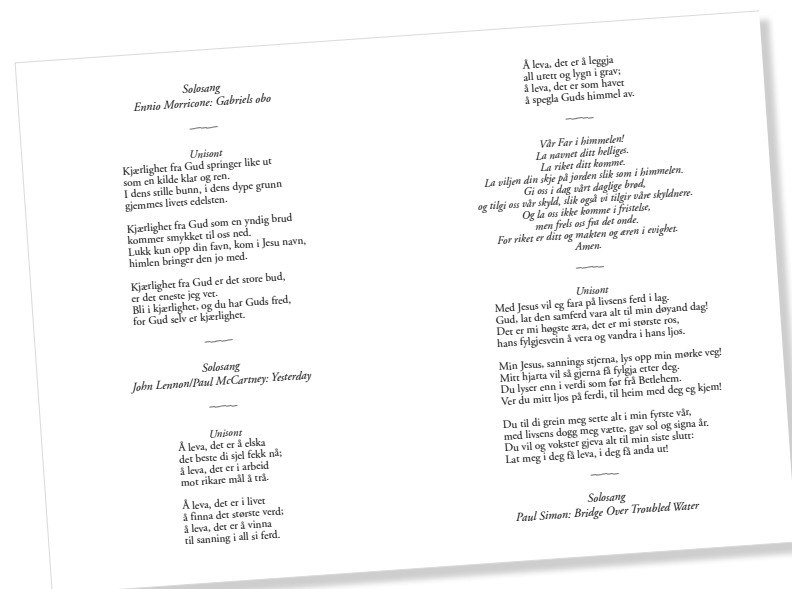 Solosang
Ennio Morricone: Gabriels obo
Unisont
Kjærlighet fra Gud springer like ut
som en kilde klar og ren.
I dens stille bunn, i dens dype grunn
gjemmes livets edelsten.
Kjærlighet fra Gud som en yndig brud
kommer smykket til oss ned.
Lukk kun opp din favn, kom i Jesu navn,
himlen bringer den jo med.
Kjærlighet fra Gud er det store bud,
er det eneste jeg vet.
Bli i kjærlighet, og du har Guds fred,
for Gud selv er kjærlighet.
Solosang
John Lennon/Paul McCartney: Yesterday
Unisont
Å leva, det er å elska
det beste di sjel fekk nå;
å leva, det er i arbeid
mot rikare mål å trå.
Å leva, det er i livet
å finna det største verd;
å leva, det er å vinna
til sanning i all si ferd.
Å leva, det er å leggja
all urett og lygn i grav;
å leva, det er som havet
å spegla Guds himmel av.
Vår Far i himmelen!
La navnet ditt helliges.
La riket ditt komme.
La viljen din skje på jorden slik som i himmelen.
Gi oss i dag vårt daglige brød,
og tilgi oss vår skyld, slik også vi tilgir våre skyldnere.
Og la oss ikke komme i fristelse,
men frels oss fra det onde.
For riket er ditt og makten og æren i evighet.
Amen.
Unisont
Med Jesus vil eg fara på livsens ferd i lag.
Gud, lat den samferd vara alt til min døyand dag!
Det er mi høgste æra, det er mi største ros,
hans fylgjesvein å vera og vandra i hans ljos.
Min Jesus, sannings stjerna, lys opp min mørke veg!
Mitt hjarta vil så gjerna få fylgja etter deg.
Du lyser enn i verdi som før frå Betlehem.
Ver du mitt ljos på ferdi, til heim med deg eg kjem!
Du til di grein meg sette alt i min fyrste vår,
med livsens dogg meg vætte, gav sol og signa år.
Du vil og vokster gjeva alt til min siste slutt:
Lat meg i deg få leva, i deg få anda ut!
Solosang
Paul Simon: Bridge Over Troubled Water